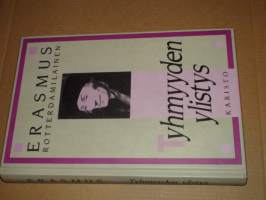 ERASMUS
ROTTERDAMILAINEN
Tyhmyyden
ylistys
KARISTO
ERASMUS
Tyhmyyden ylistys